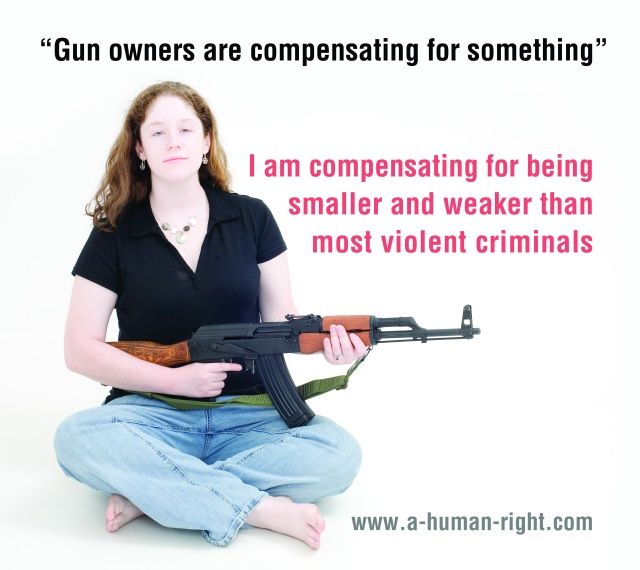 “Gun owners are compensating for something”
I am compensating for being
smaller and weaker than
most violent criminals
www.a-human-right.com